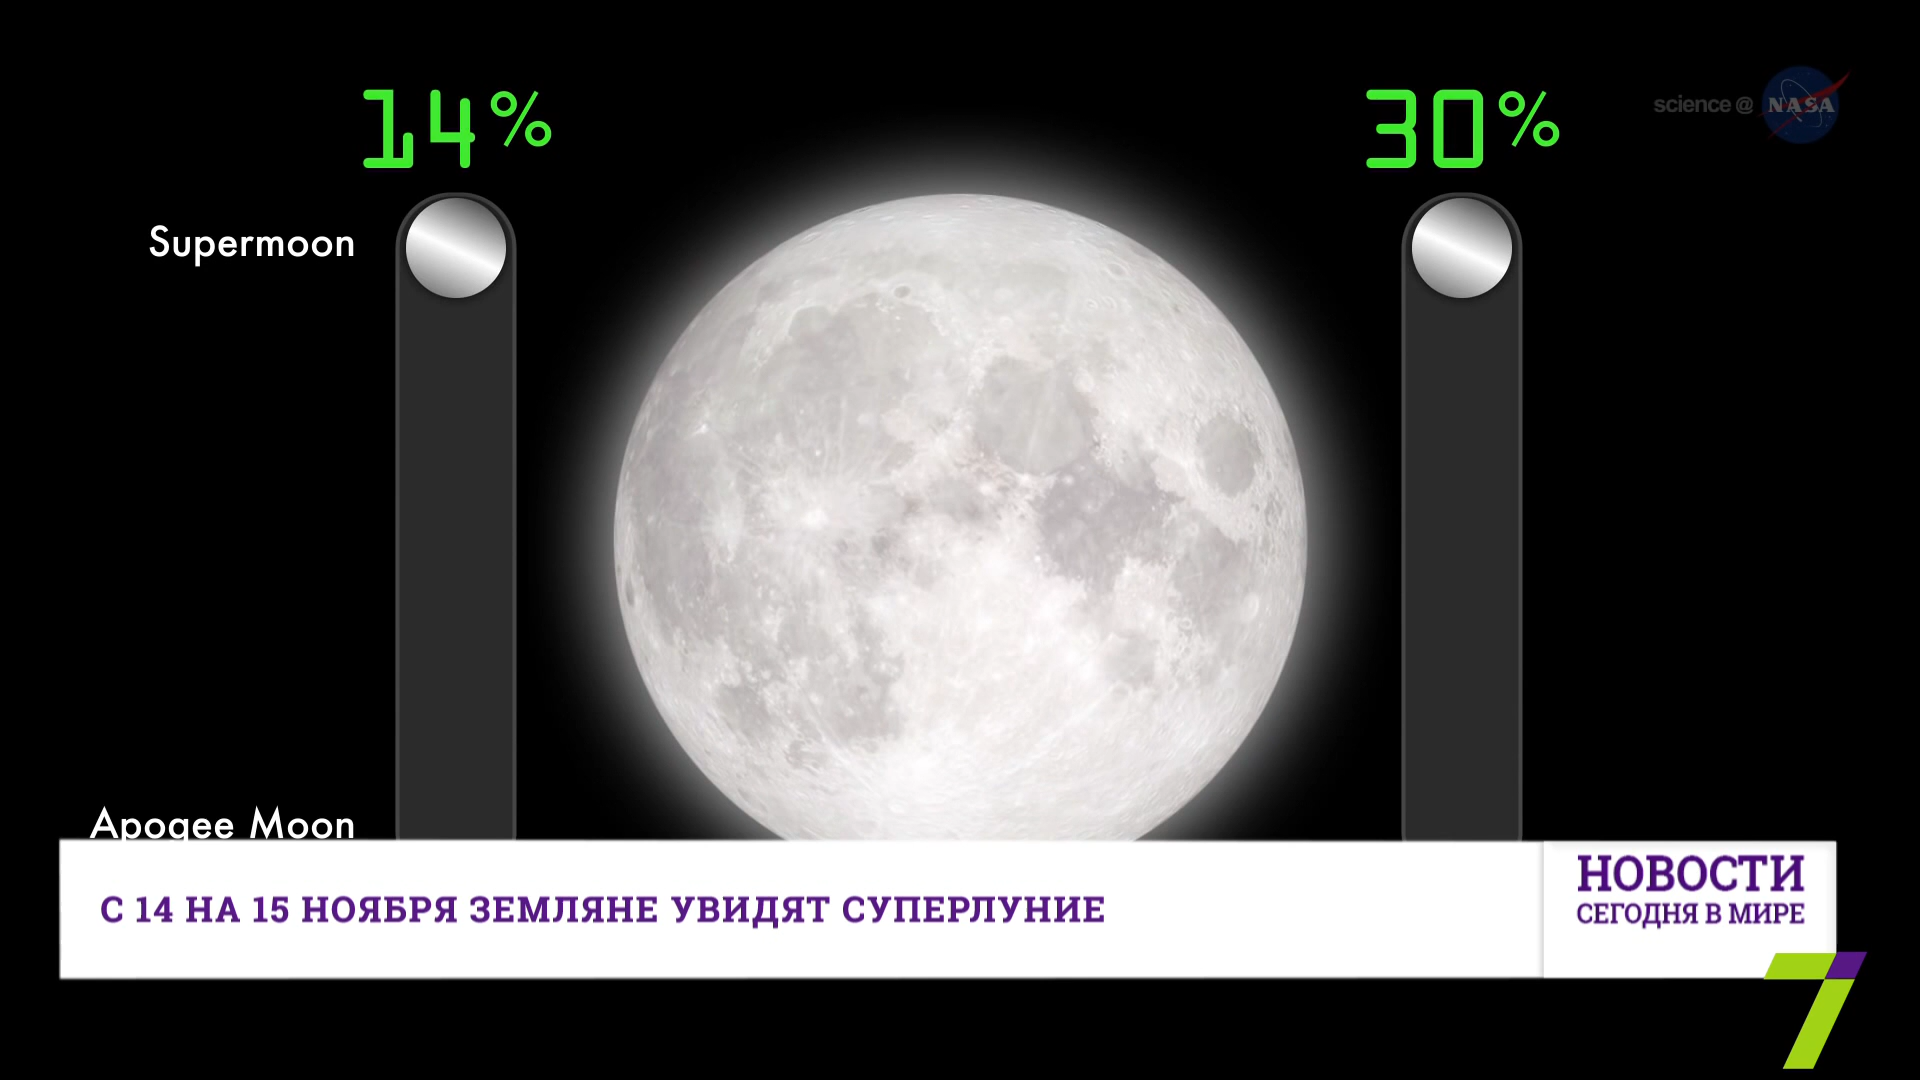 14%
30%
science@ NASA
Supermoon
Apogee Moon
С 14 НА 15 НОЯБРЯ ЗЕМЛЯНЕ УВИДЯТ СУПЕРЛУНИЕ
НОВОСТИ
СЕГОДНЯ В МИРЕ
7